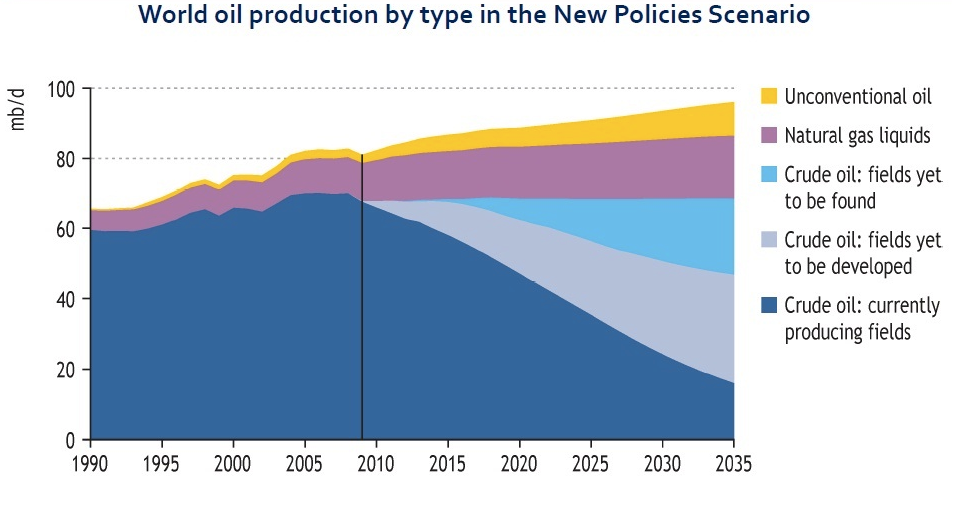 World oil production by type in the New Policies Scenario
mb/d
100
80
60
40
20
0
1990 1995 2000 2005 2010 2015 2020 2025 2030 2035
Unconventional oil
Natural gas liquids
Crude oil: fields yet
to be found
Crude oil: fields yet
to be developed
Crude oil: currently
producing fields